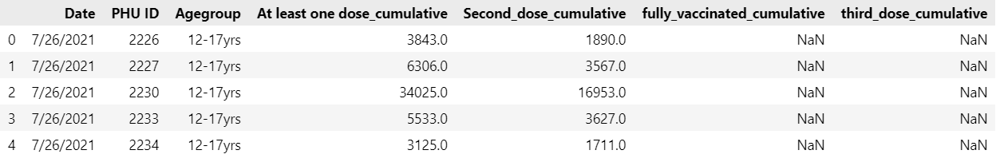 Date PHU ID Agegroup At least one dose_cumulative Second_dose_cumulative fully_vaccinated_cumulative third_dose_cumulative
0 7/26/2021 2226 12-17yrs 3843.0 1890.0 NaN NaN
1 7/26/2021 2227 12-17yrs 6306.0 3567.0 NaN NaN
2 7/26/2021 2230 12-17yrs 34025.0 16953.0 NaN NaN
3 7/26/2021 2233 12-17yrs 5533.0 3627.0 NaN NaN
4 7/26/2021 2234 12-17yrs 3125.0 1711.0 NaN NaN